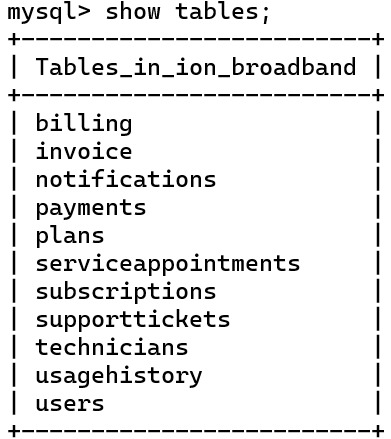 mysql> show tables;
+---------------------------+
| Tables_in_ion_broadband |
+---------------------------+
| billing |
| invoice |
| notifications |
| payments |
| plans |
| serviceappointments |
| subscriptions |
| supporttickets |
| technicians |
| usagehistory |
| users |
+---------------------------+